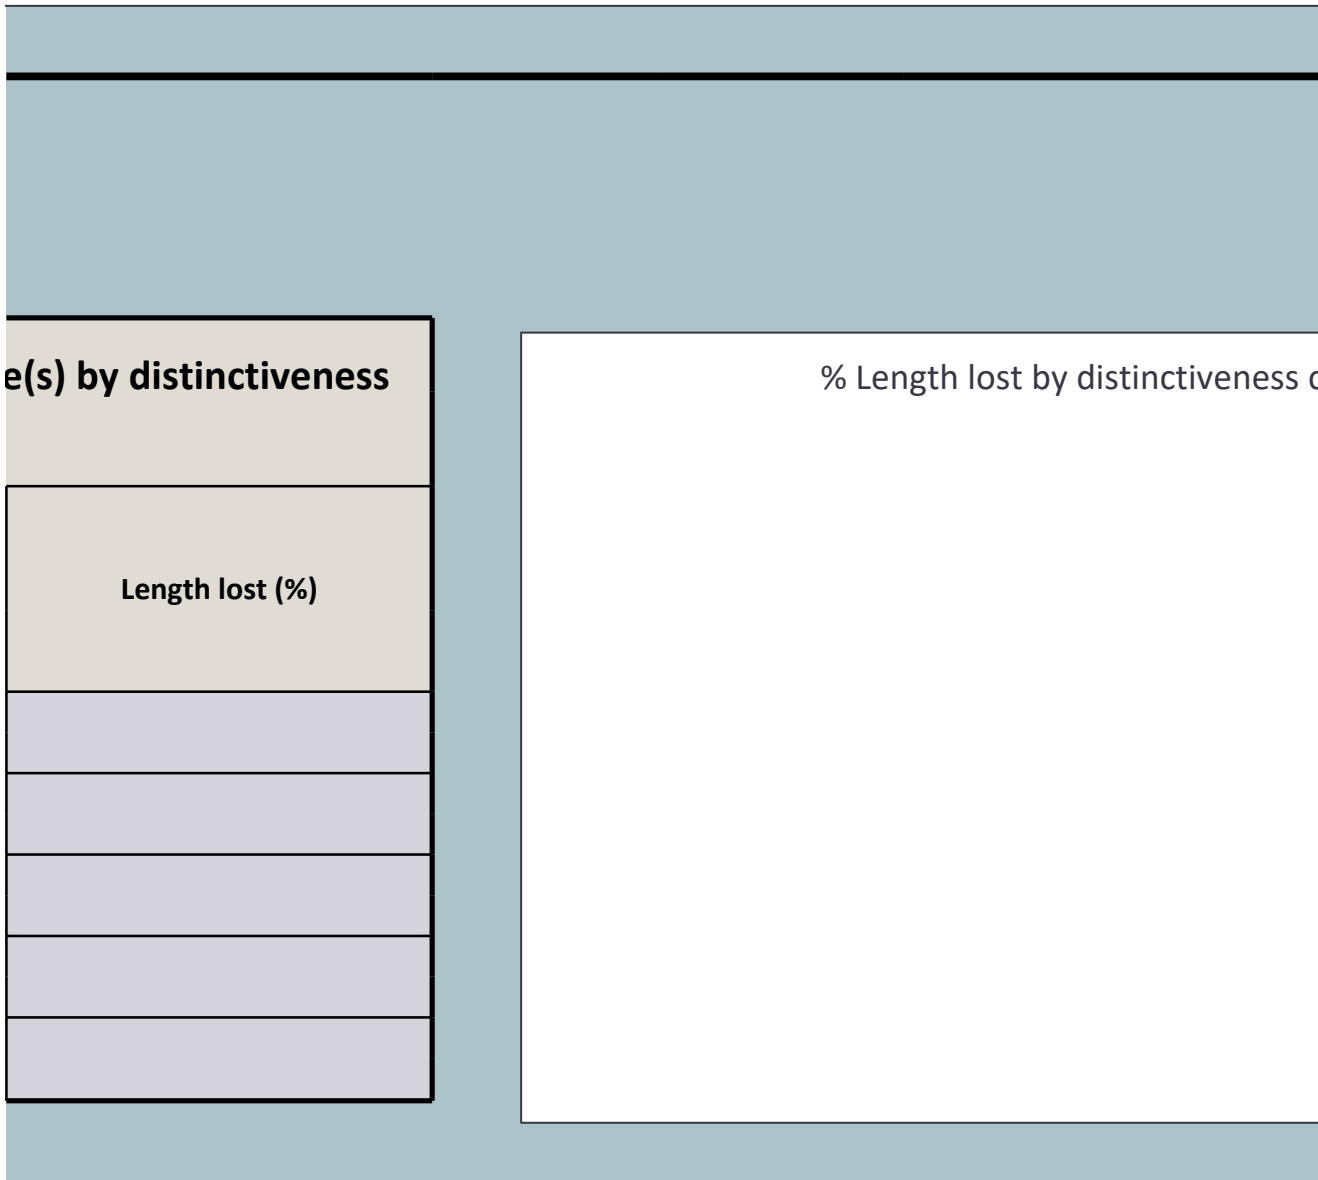 e(s) by distinctiveness
% Length lost by distinctiveness
Length lost (%)